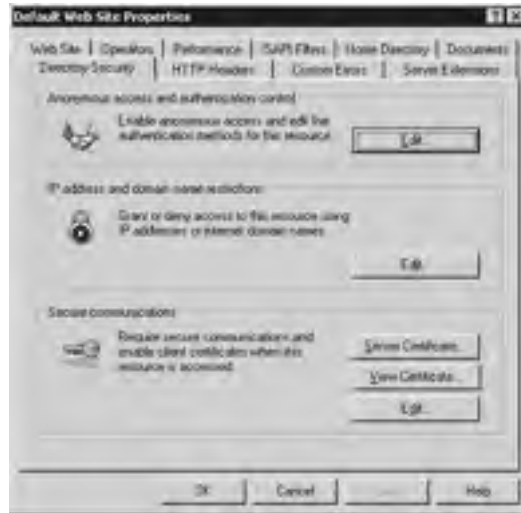 Default Web Site Properties
Web Site Operators Performance ISAPI Filters Home Directory Documents
Directory Security HTTP Headers Custom Errors Server Extensions
Anonymous access and authentication control
Enable anonymous access and edit the
authentication methods for this resource.
Edit...
IP address and domain name restrictions
Grant or deny access to this resource using
IP addresses or internet domain names.
Edit...
Secure communications
Require secure communications and
enable client certificates when this
resource is accessed.
Server Certificate...
View Certificate...
Edit...
OK Cancel Help